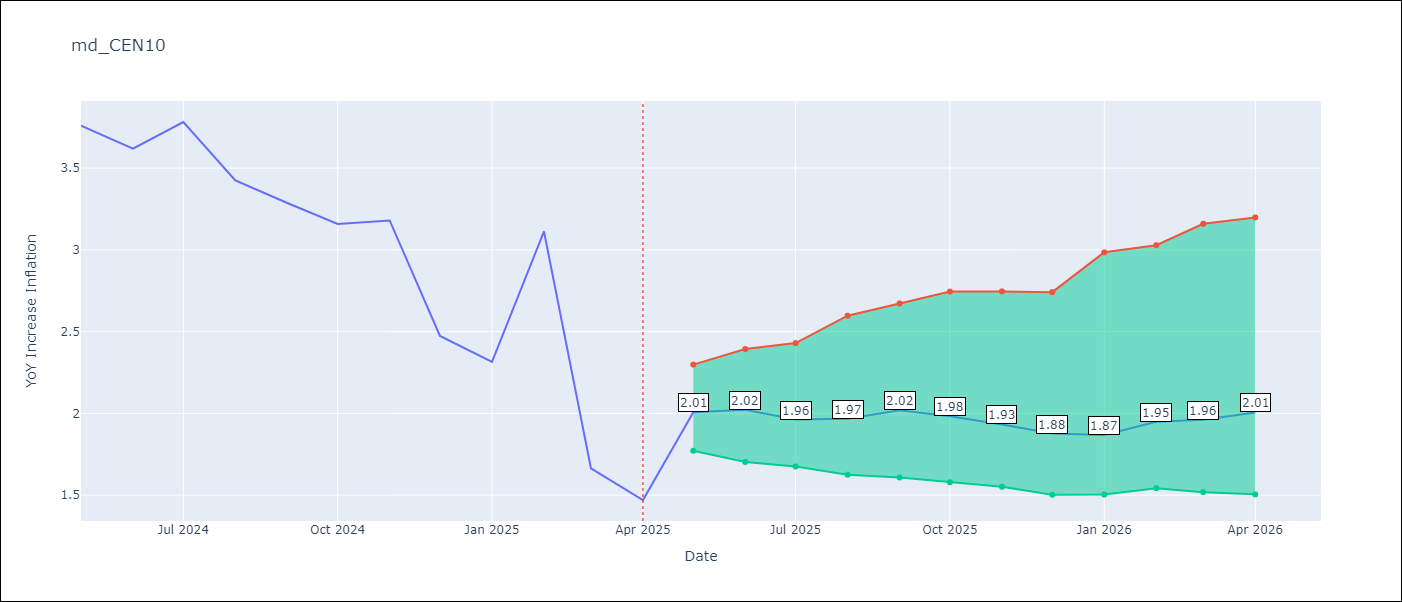 md_CEN10
YoY Increase Inflation
3.5
3
2.5
2
1.5
2.01
2.02
1.96
1.97
2.02
1.98
1.93
1.88
1.87
1.95
1.96
2.01
Jul 2024
Oct 2024
Jan 2025
Apr 2025
Jul 2025
Oct 2025
Jan 2026
Apr 2026
Date